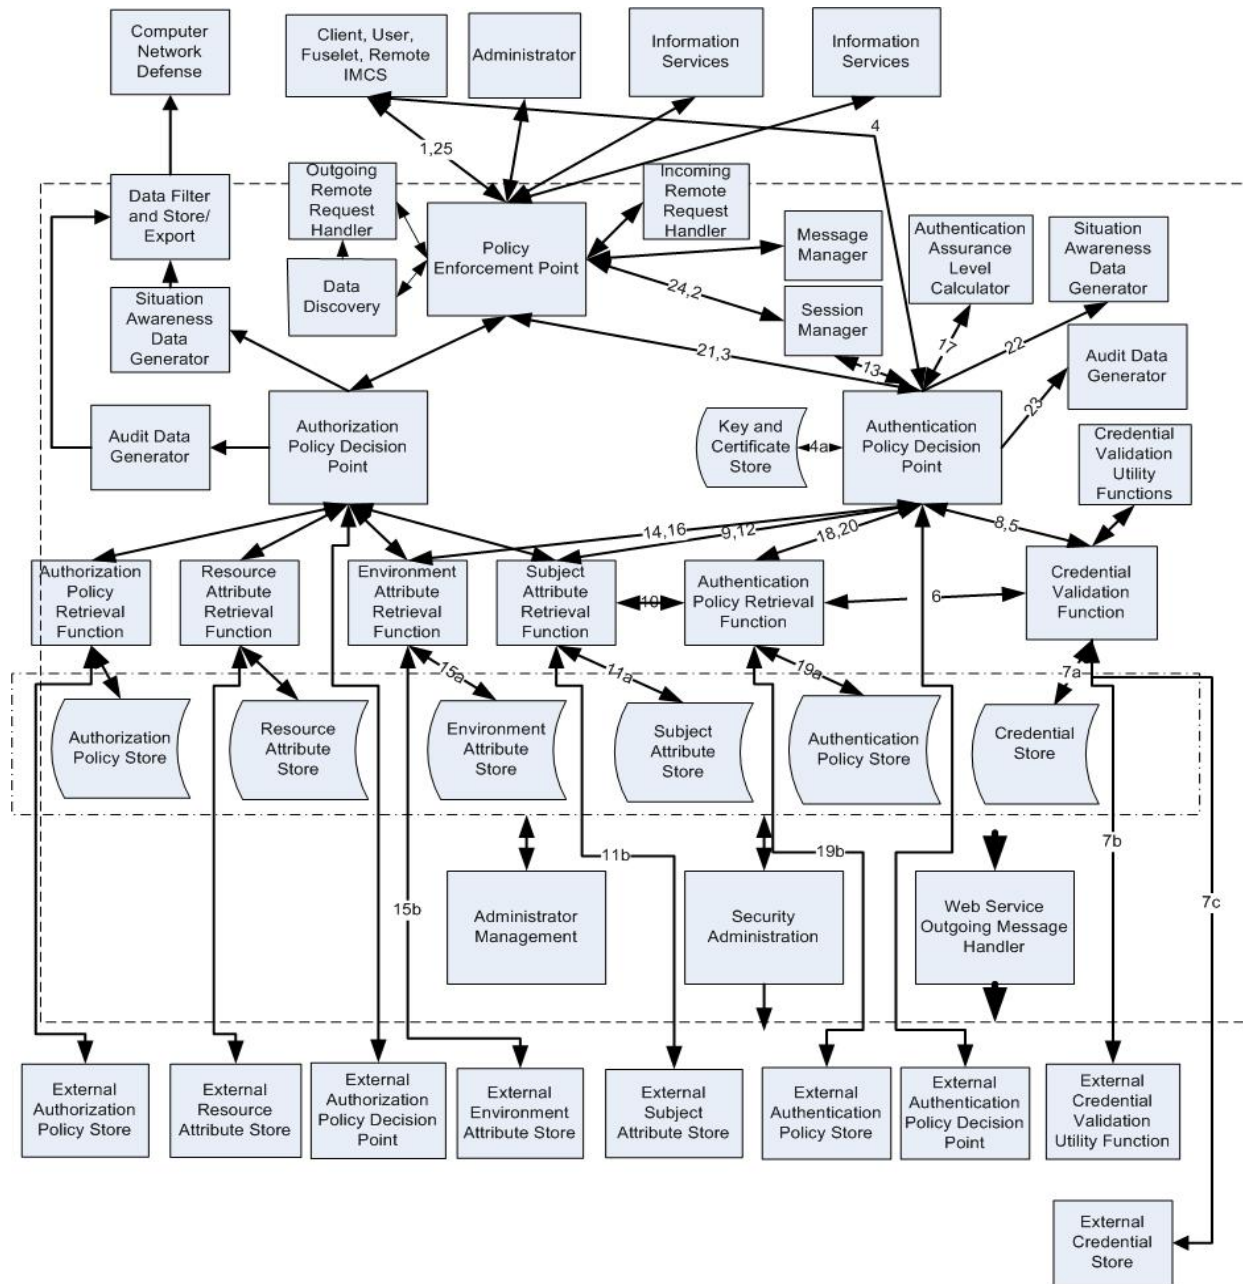 Computer
Network
Defense
Client, User,
Fuselet, Remote
IMCS
Administrator
Information
Services
Information
Services
4
1,25
Data Filter
and Store/
Export
Outgoing
Remote
Request
Handler
Policy
Enforcement Point
Incoming
Remote
Request
Handler
Message
Manager
Authentication
Assurance
Level
Calculator
Situation
Awareness
Data
Generator
Data
Discovery
24,2
Session
Manager
Situation
Awareness
Data
Generator
21,3
13
17
22
Audit Data
Generator
23
Audit Data
Generator
Authorization
Policy Decision
Point
Key and
Certificate
Store
4a
Authentication
Policy Decision
Point
Credential
Validation
Utility
Functions
14,16
9,12
18,20
8,5
Authorization
Policy
Retrieval
Function
Resource
Attribute
Retrieval
Function
Environment
Attribute
Retrieval
Function
Subject
Attribute
Retrieval
Function
10
Authentication
Policy Retrieval
Function
6
Credential
Validation
Function
15a
11a
19a
7a
Authorization
Policy Store
Resource
Attribute
Store
Environment
Attribute
Store
Subject
Attribute
Store
Authentication
Policy Store
Credential
Store
7b
11b
19b
15b
7c
Administrator
Management
Security
Administration
Web Service
Outgoing Message
Handler
External
Authorization
Policy Store
External
Resource
Attribute Store
External
Authorization
Policy Decision
Point
External
Environment
Attribute Store
External
Subject
Attribute Store
External
Authentication
Policy Store
External
Authentication
Policy Decision
Point
External
Credential
Validation
Utility Function
External
Credential
Store